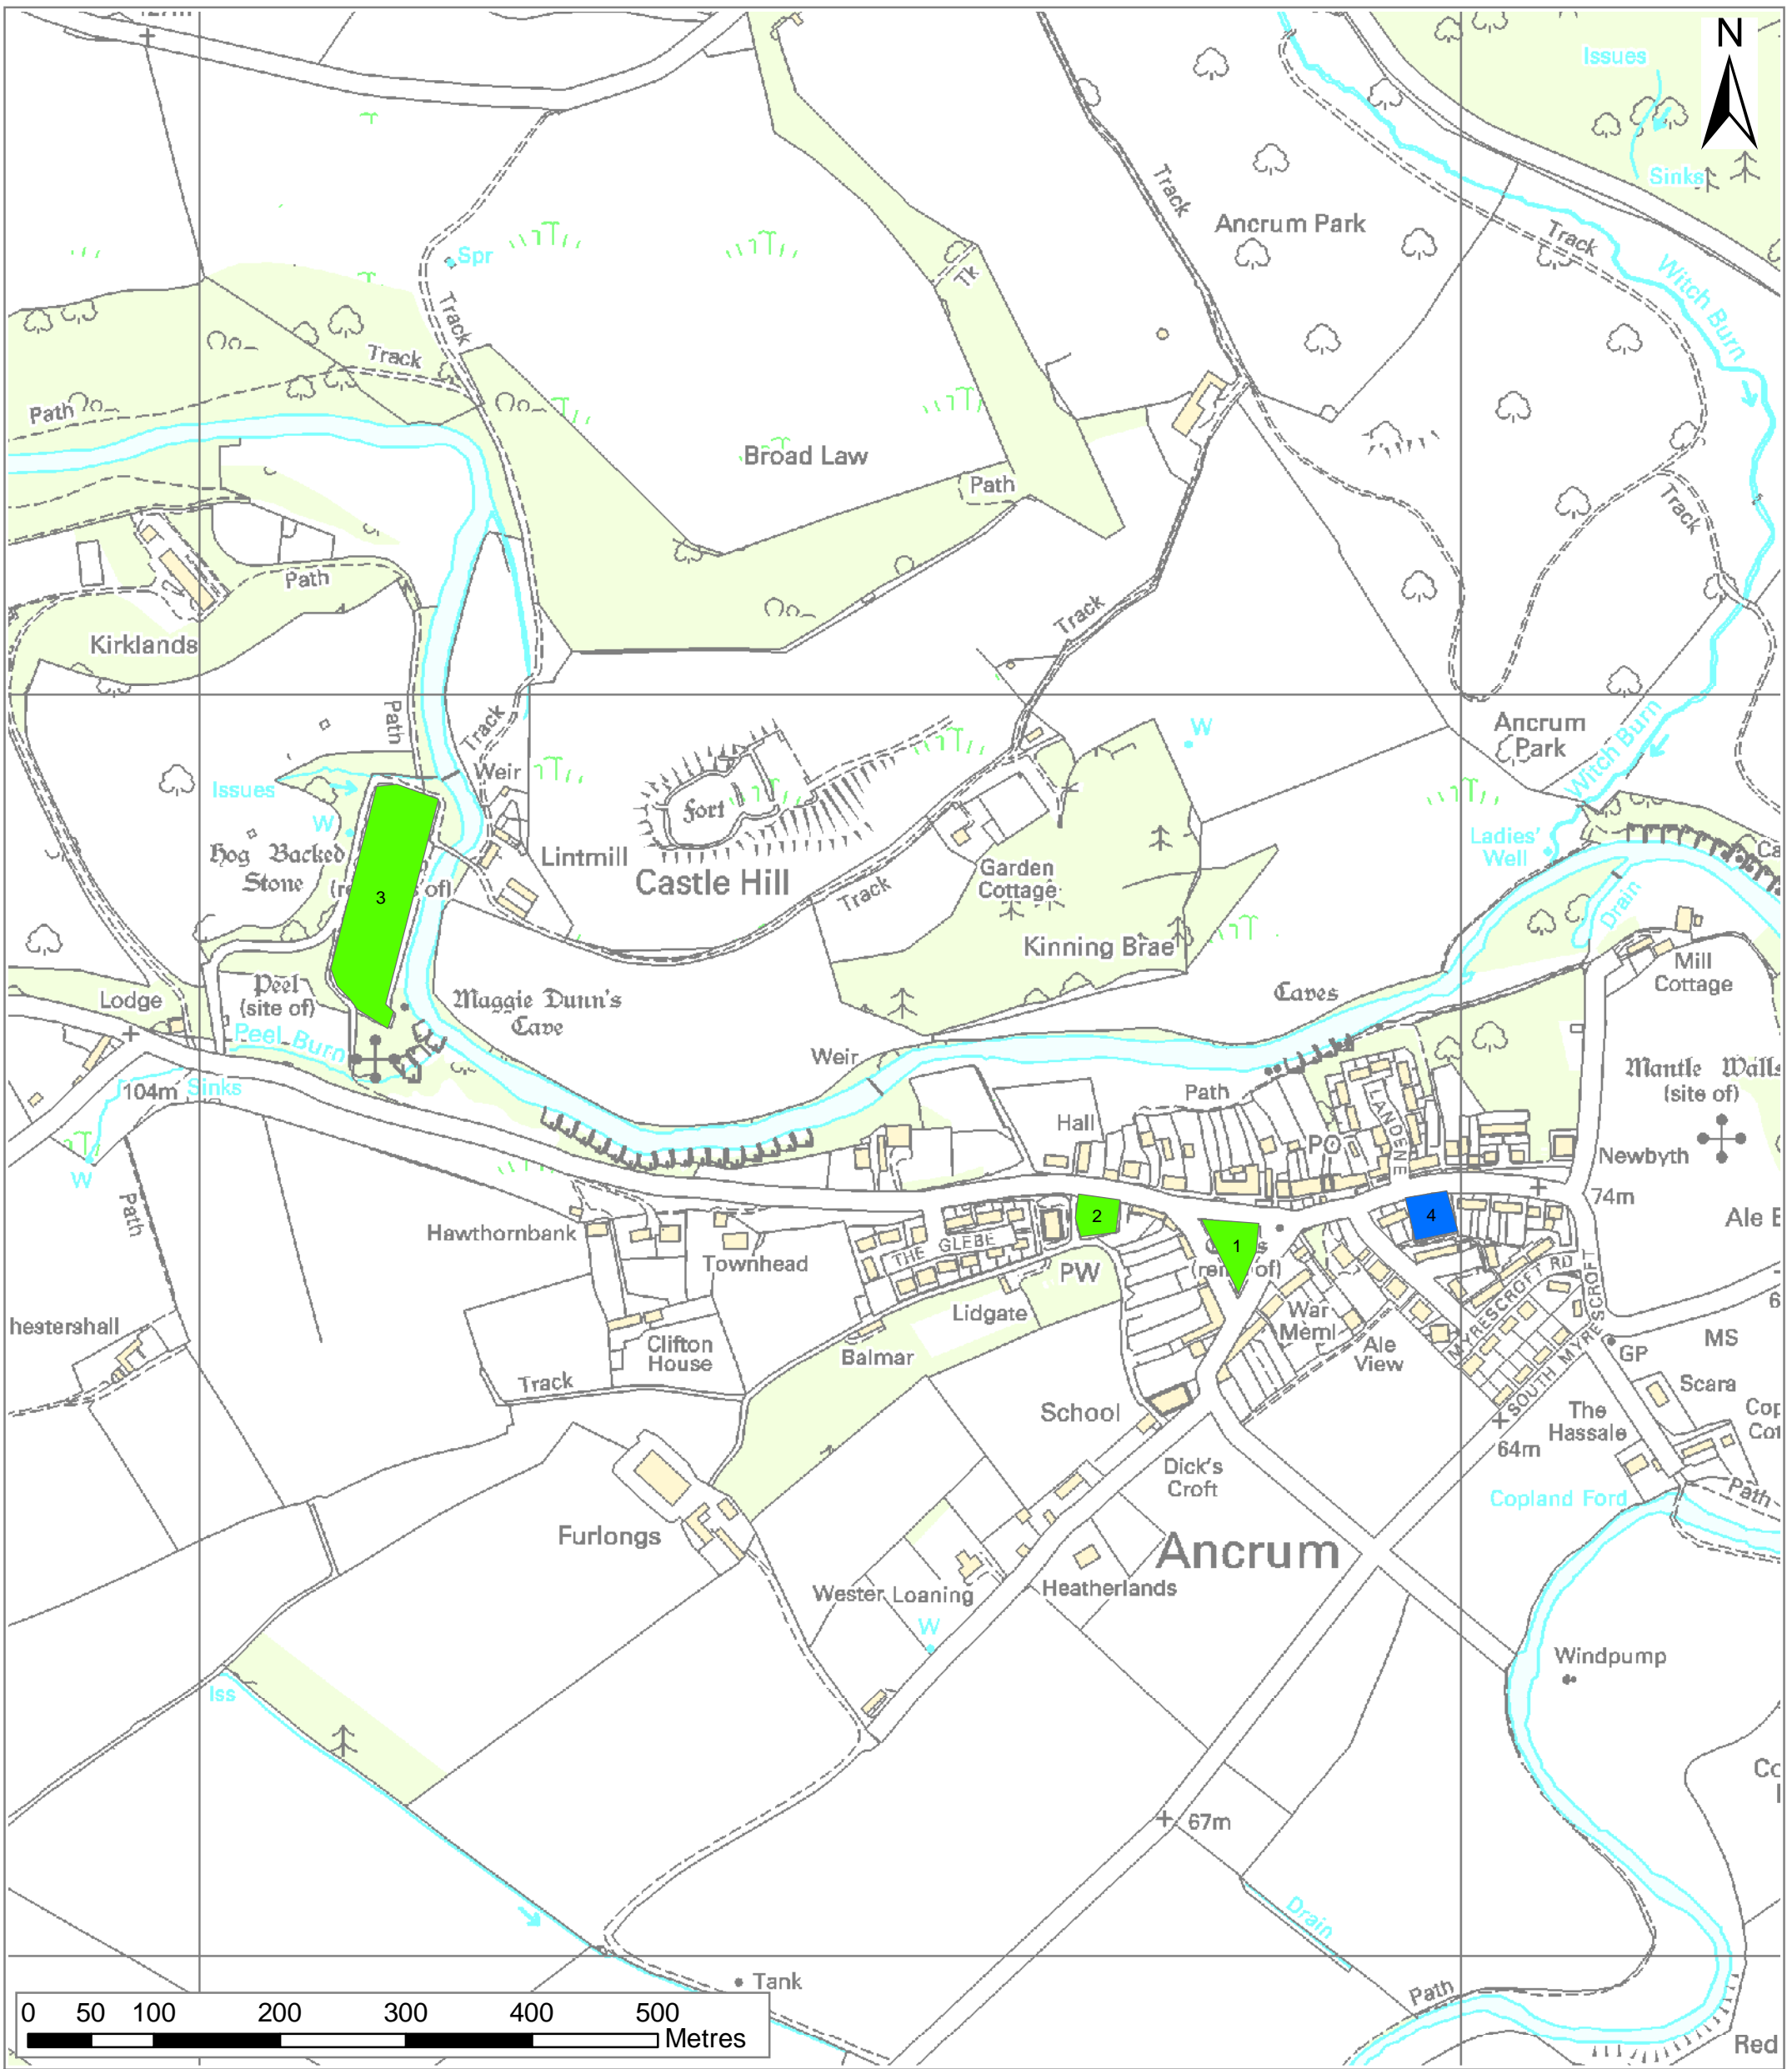 N
Issues
Sinks
Track
Ancrum Park
Track
Witch Burn
Spr
Track
Tk
Track
Path
Broad Law
Path
Track
Path
Kirklands
Track
Path
Track
Ancrum
Park
Witch Burn
W
Weir
Issues
W
fort
Hog Backed
Stone
3
of)
Lintmill
Castle Hill
Track
Garden
Cottage
Ladies'
Well
Drain
Kinning Brae
Mill
Cottage
Lodge
Peel
(site of)
Peel Burn
Maggie Dunn's
Cave
Caves
Weir
Mantle Walls
(site of)
104m
Sinks
W
Path
Hall
Path
LANDENE
PO
Newbyth
74m
Hawthornbank
Townhead
THE GLEBE
2
1
4
Ale
of)
PW
Lidgate
War
Meml
MYRESCROFT RD
SOUTH MYRESCROFT
hestershall
Clifton
House
Balmar
Ale
View
GP
MS
Track
School
Scara
The
Hassale
64m
Dick's
Croft
Furlongs
Ancrum
Copland Ford
Path
Wester Loaning
Heatherlands
W
Windpump
Iss
67m
Drain
Tank
Path
Red
0 50 100 200 300 400 500
Metres